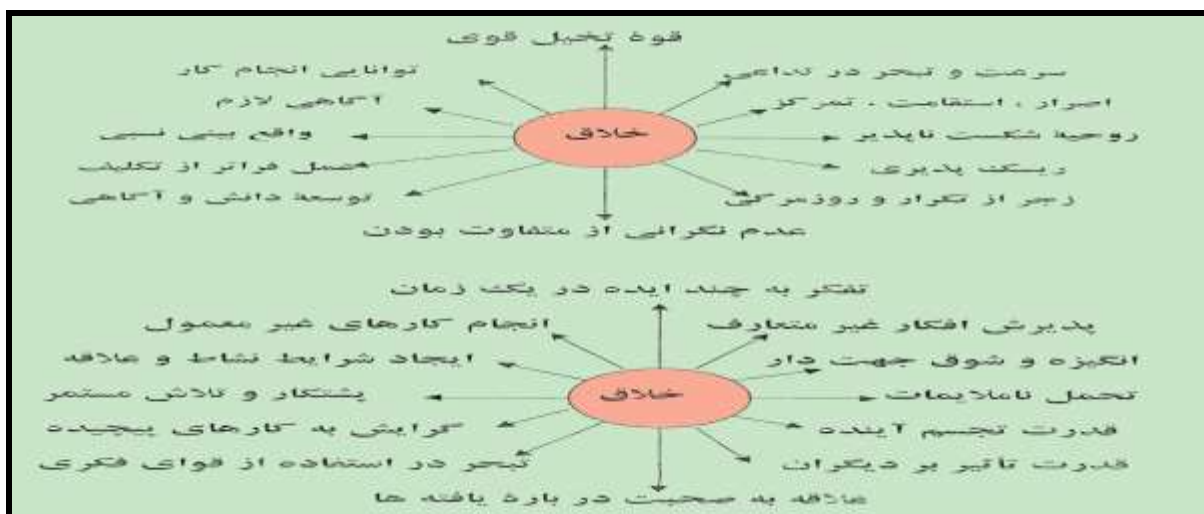 قوه تخیل قوی
سرعت و تبحر در تداعی
توانایی انجام کار
اصرار ، استقامت ، تمرکز
آگاهی لازم
روحیه شکست ناپذیر
خلاق
واقع بینی نسبی
ریسک پذیری
عمل فراتر از تکلیف
زجر از تکرار و روزمرگی
توسعه دانش و آگاهی
عدم نگرانی از متفاوت بودن
تفکر به چند ایده در یک زمان
پذیرش افکار غیر متعارف
انجام کارهای غیر معمول
انگیزه و شوق جهت دار
ایجاد شرایط نشاط و علاقه
تحمل ناملایمات
خلاق
پشتکار و تلاش مستمر
قدرت تجسم آینده
گرایش به کارهای پیچیده
قدرت تأثیر بر دیگران
تبحر در استفاده از قوای فکری
علاقه به صحبت در باره یافته ها